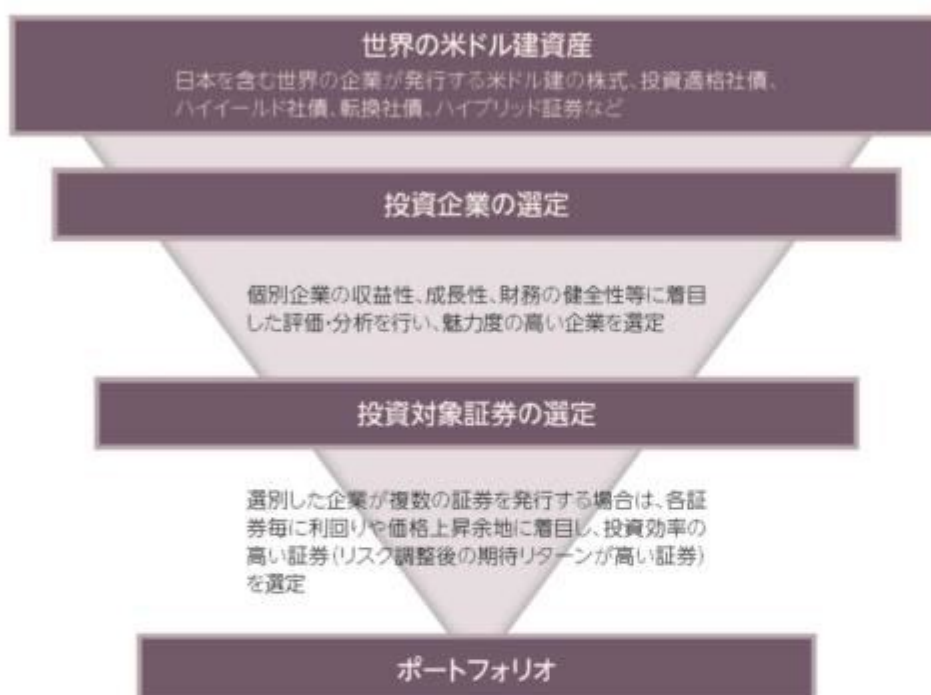 世界の米ドル建資産
日本を含む世界の企業が発行する米ドル建の株式、投資適格社債、
ハイイールド社債、転換社債、ハイブリッド証券など
投資企業の選定
個別企業の収益性、成長性、財務の健全性等に着目
した評価・分析を行い、魅力度の高い企業を選定
投資対象証券の選定
選別した企業が複数の証券を発行する場合は、各証
券毎に利回りや価格上昇余地に着目し、投資効率の
高い証券(リスク調整後の期待リターンが高い証券)
を選定
ポートフォリオ